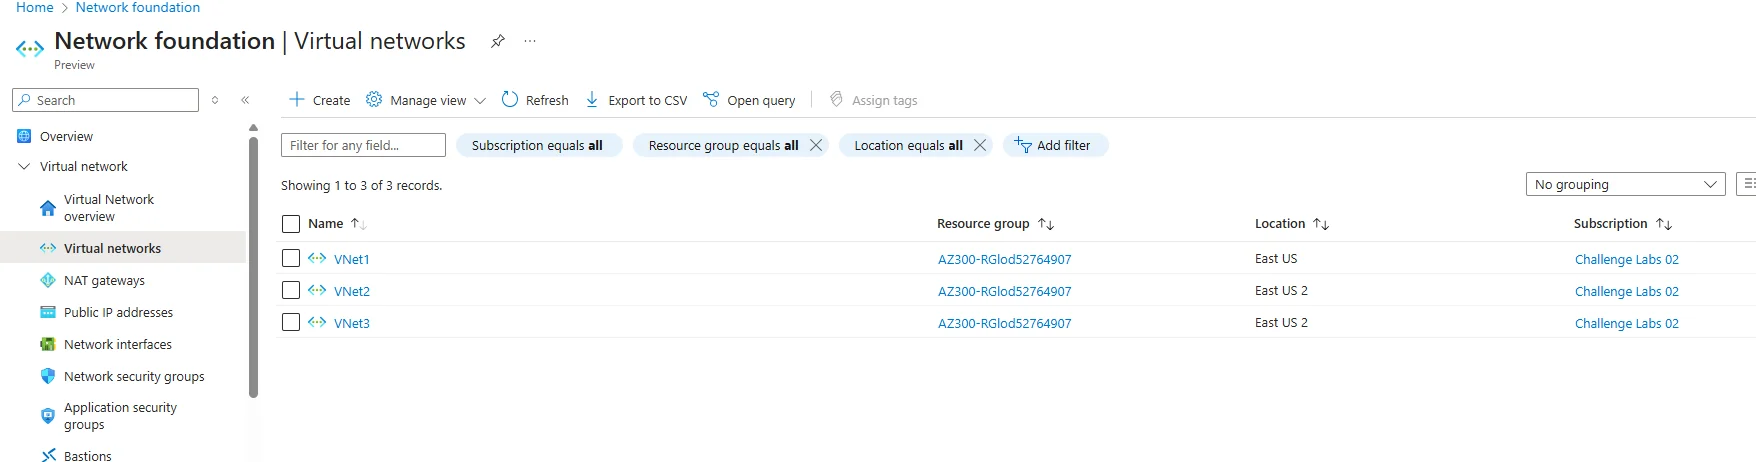 Home > Network foundation
Network foundation | Virtual networks
Preview
Search
Overview
Virtual network
Virtual Network
overview
Virtual networks
NAT gateways
Public IP addresses
Network interfaces
Network security groups
Application security
groups
Bastions
Create Manage view Refresh Export to CSV Open query Assign tags
Filter for any field... Subscription equals all Resource group equals all Location equals all Add filter
Showing 1 to 3 of 3 records.
No grouping
Name Resource group Location Subscription
VNet1 AZ300-RGlod52764907 East US Challenge Labs 02
VNet2 AZ300-RGlod52764907 East US 2 Challenge Labs 02
VNet3 AZ300-RGlod52764907 East US 2 Challenge Labs 02